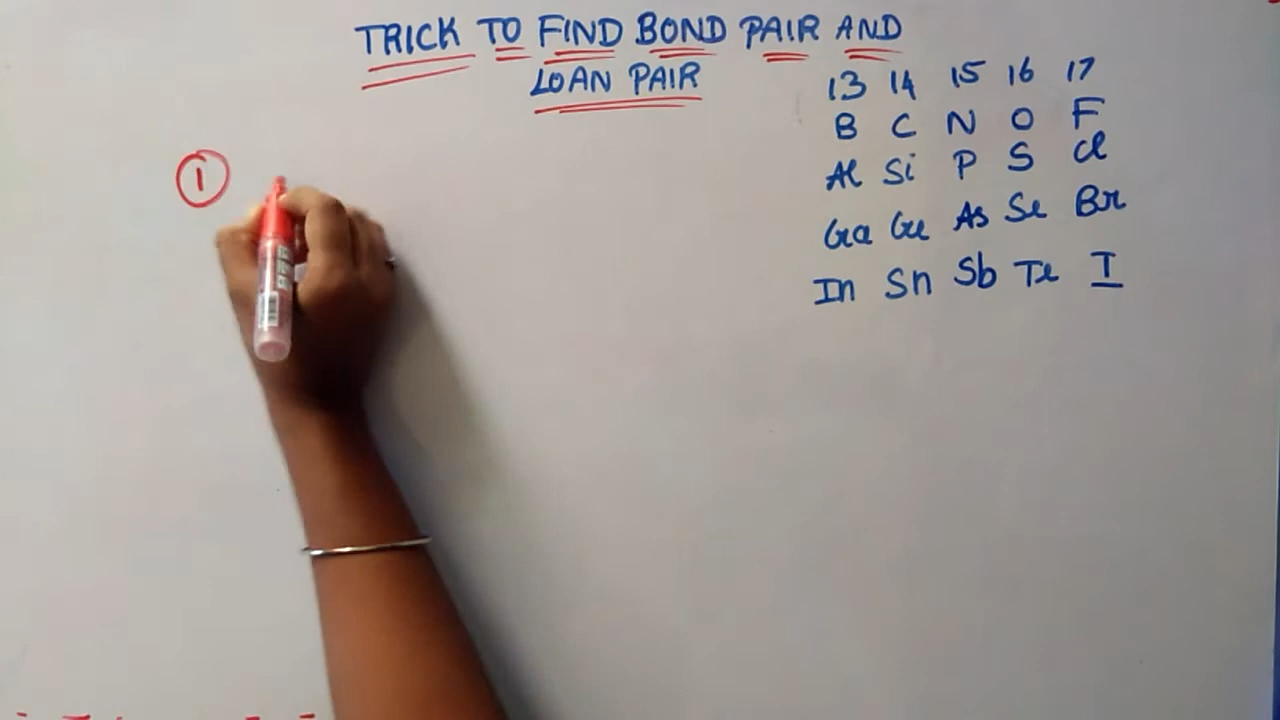 TRICK TO FIND BOND PAIR AND
LOAN PAIR
13 14 15 16 17
B C N O F
Al Si P S Cl
Ga Ge As Se Br
In Sn Sb Te I
1